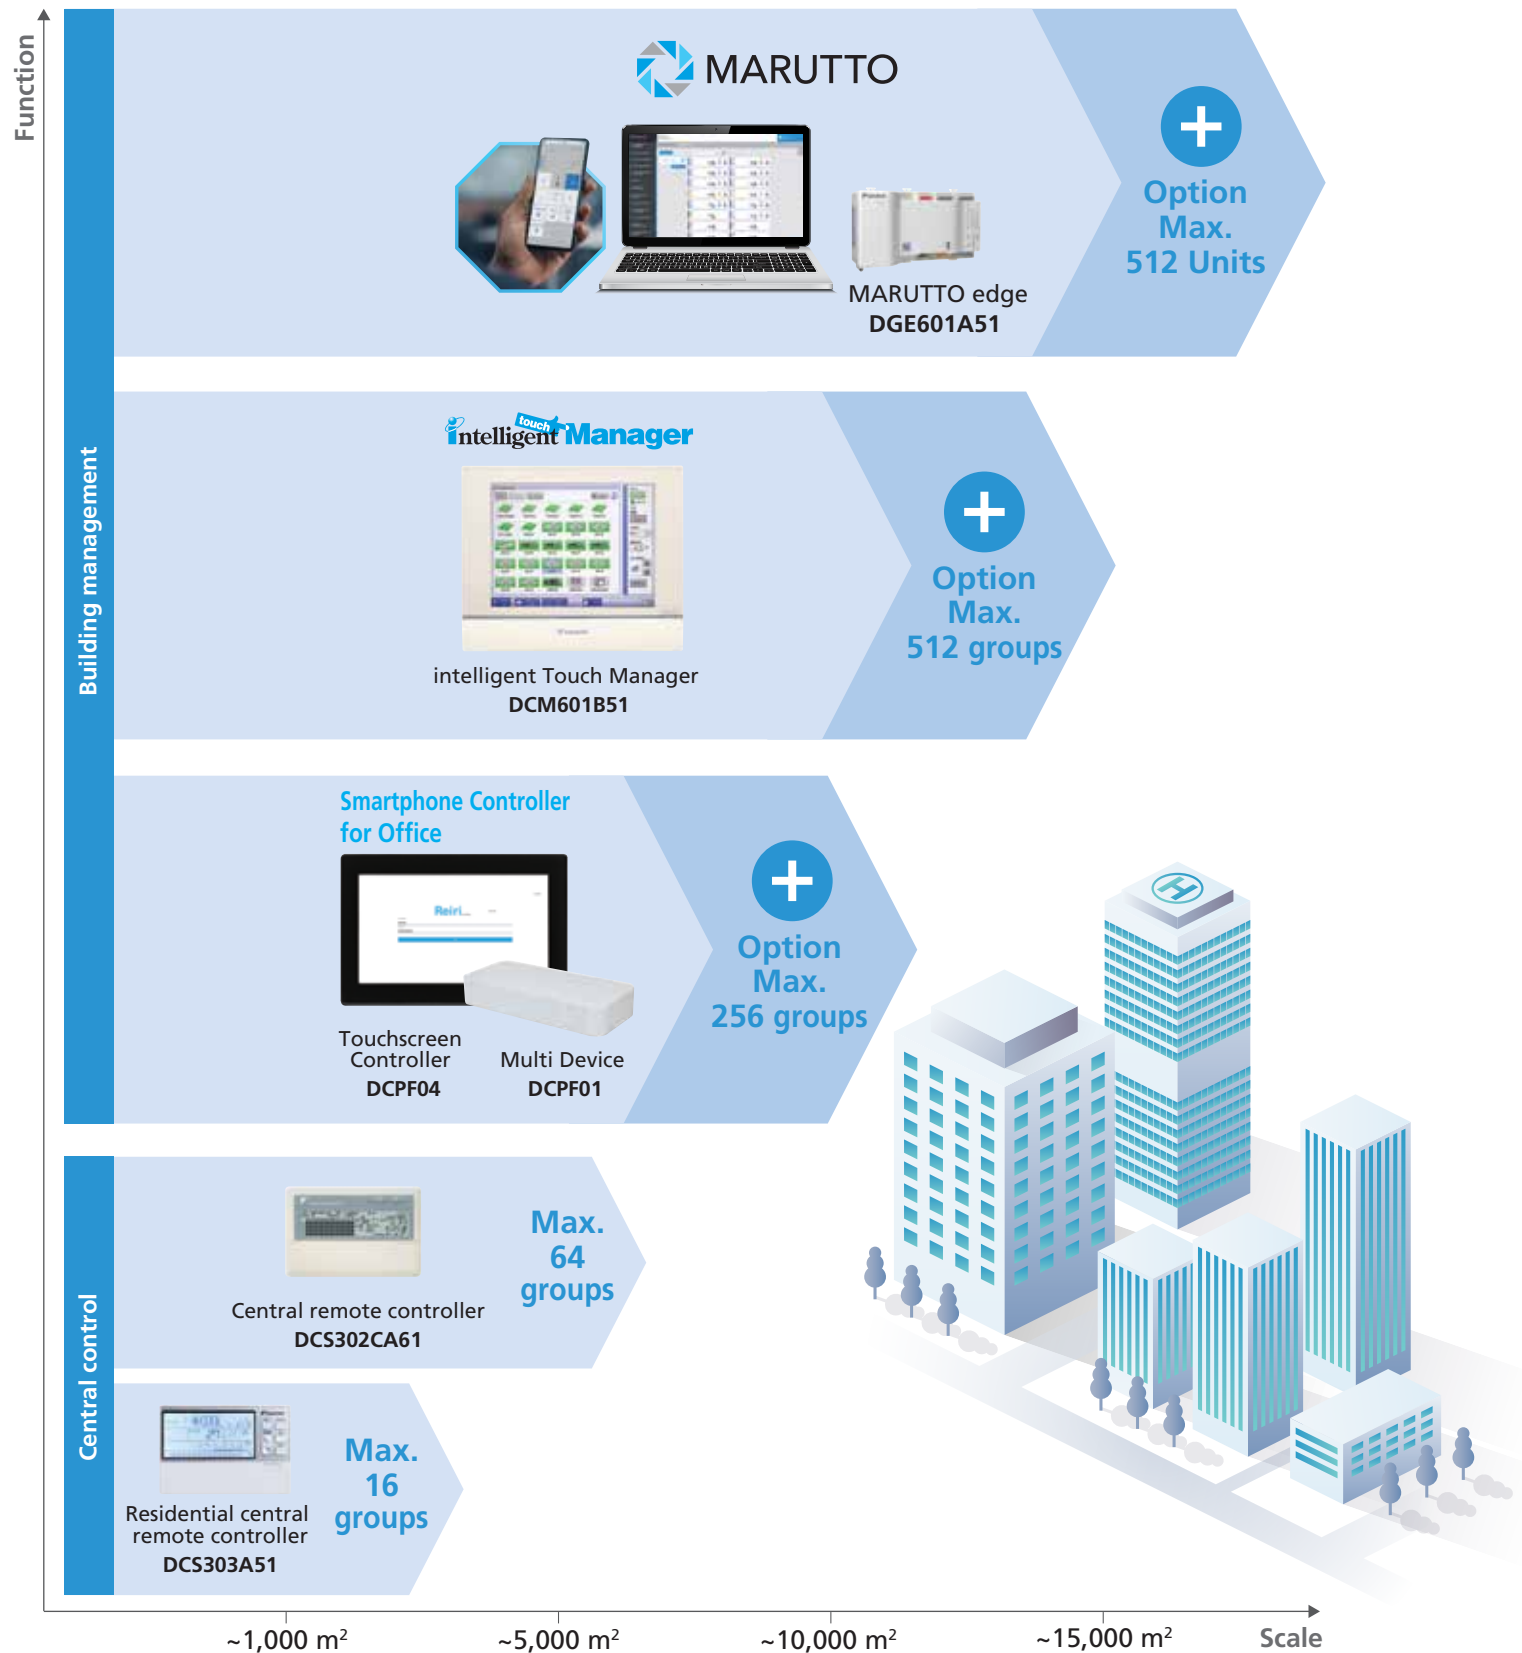 Function
MARUTTO
MARUTTO edge
DGE601A51
Option
Max.
512 Units
Building management
intelligent touch Manager
intelligent Touch Manager
DCM601B51
Option
Max.
512 groups
Smartphone Controller
for Office
Reiri
Touchscreen
Controller
DCPF04
Multi Device
DCPF01
Option
Max.
256 groups
Central control
Central remote controller
DCS302CA61
Max.
64
groups
Residential central
remote controller
DCS303A51
Max.
16
groups
H
~1,000 m²
~5,000 m²
~10,000 m²
~15,000 m²
Scale